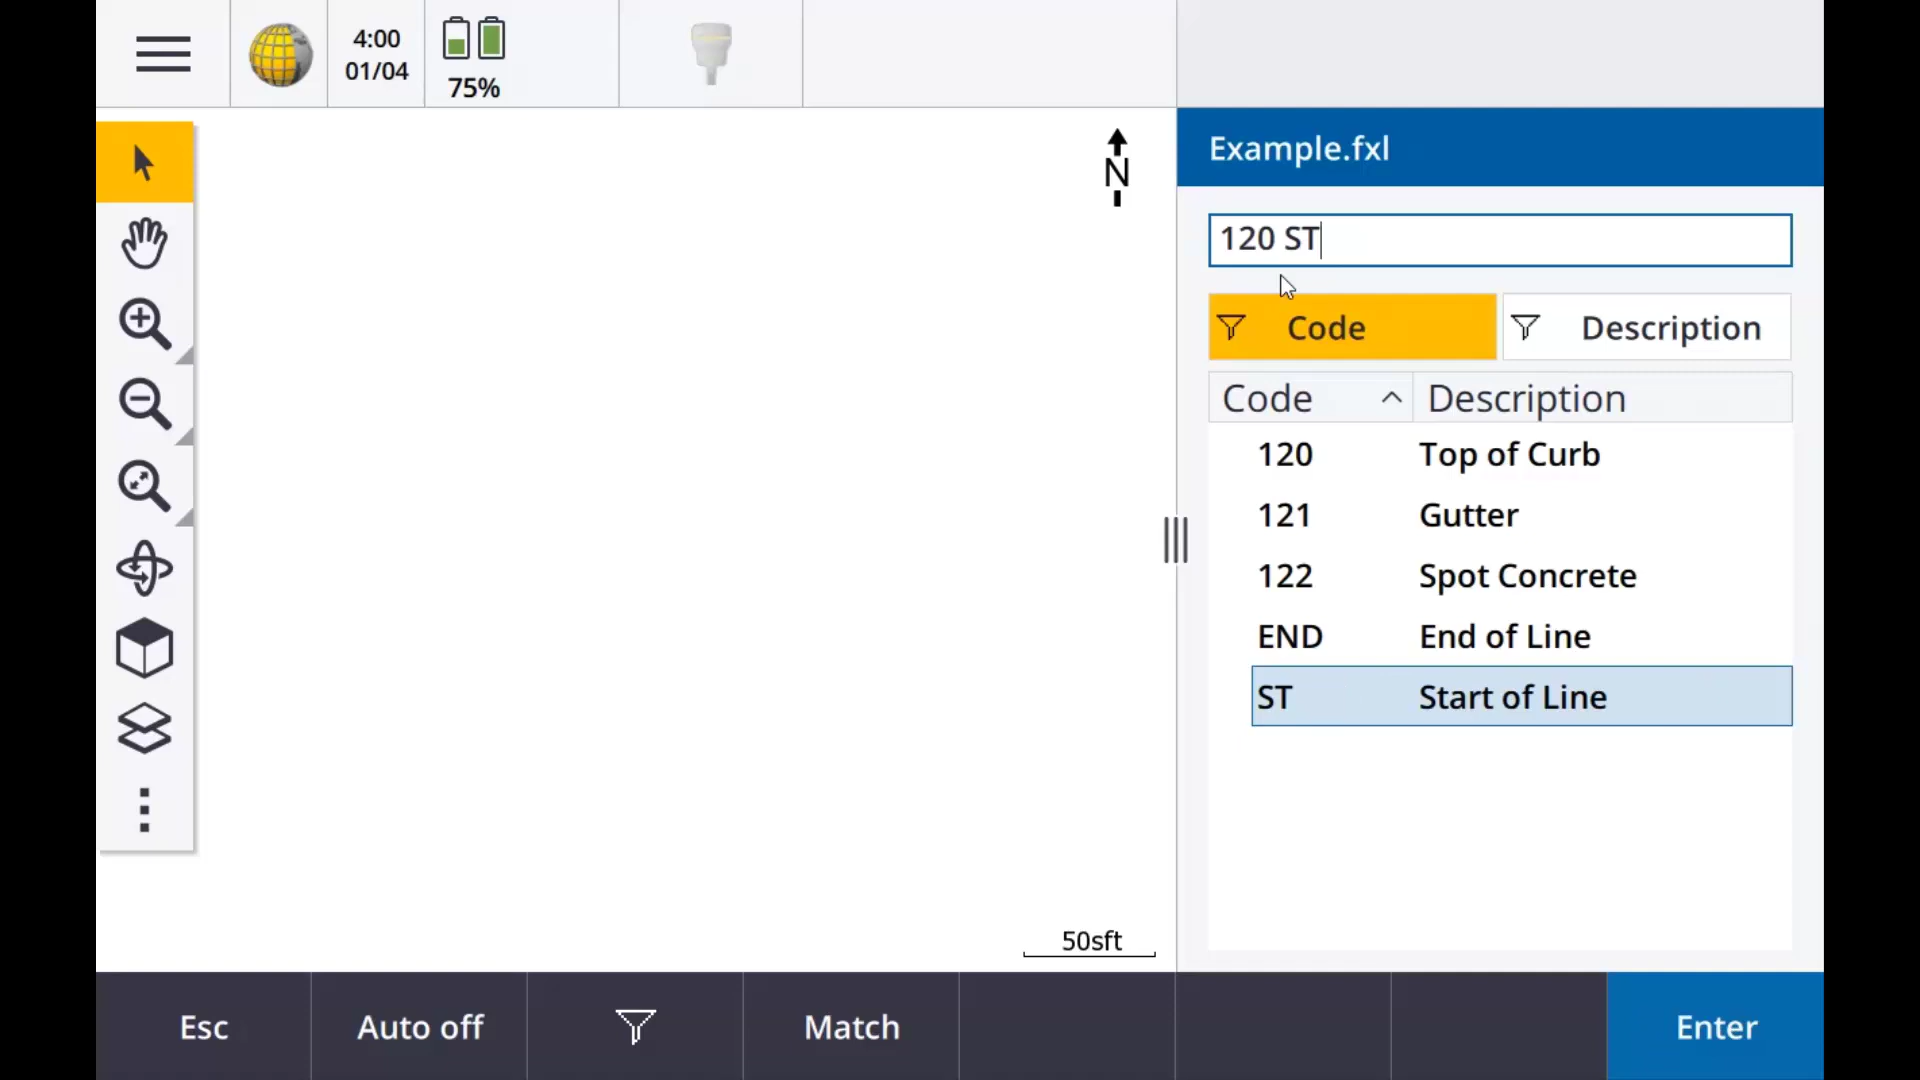 4:00
01/04
75%
N
50sft
Example.fxl
120 ST
Code Description
Code Description
120 Top of Curb
121 Gutter
122 Spot Concrete
END End of Line
ST Start of Line
Esc Auto off Match Enter